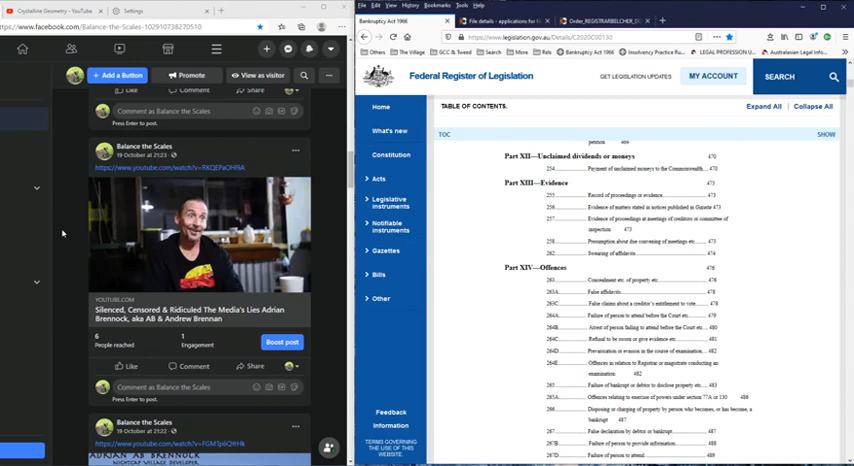 Crystalline Geometry - YouTube
Settings
https://www.facebook.com/Balance-the-Scales-102910738270510
+ Add a Button
Promote
View as visitor
Like
Comment
Share
Comment as Balance the Scales
Press Enter to post.
Balance the Scales
19 October at 21:23
https://www.youtube.com/watch?v=RKQEPaOHf9A
YOUTUBE.COM
Silenced, Censored & Ridiculed The Media's Lies Adrian
Brennock, aka AB & Andrew Brennan
6
People reached
1
Engagement
Boost post
Like
Comment
Share
Comment as Balance the Scales
Press Enter to post.
Balance the Scales
19 October at 21:22
ADRIAN AB BRENNOCK
File Edit View History Bookmarks Tools Help
Bankruptcy Act 1966
File details - applications for f
Order_REGISTRARBELCHER_DO
https://www.legislation.gov.au/Details/C2020C00130
Others
The Village
GCC & Tweed
Search
Move
Ris
Bankruptcy Act 1966
Insolvency Practice Ru
LEGAL PROFESSION U
Australasian Legal Infor
Federal Register of Legislation
GET LEGISLATION UPDATES
MY ACCOUNT
SEARCH
Home
What's new
Constitution
Acts
Legislative
instruments
Notifiable
instruments
Gazettes
Bills
Other
Feedback
Information
TERMS GOVERNING
THE USE OF THIS
WEBSITE
TABLE OF CONTENTS.
Expand All
Collapse All
TOC
SHOW
petition 469
Part XII—Unclaimed dividends or moneys 470
254 Payment of unclaimed moneys to the Commonwealth 470
Part XIII—Evidence 473
255 Record of proceedings or evidence 473
256 Evidence of matters stated in notices published in Gazette 473
257 Evidence of proceedings at meetings of creditors or committee of
inspection 473
258 Presumption about due convening of meetings etc. 473
262 Swearing of affidavits 474
Part XIV—Offences 476
263 Concealment etc. of property etc. 476
263A False affidavits 478
263C False claims about a creditor's entitlement to vote 478
264A Failure of person to attend before the Court etc. 479
264B Arrest of person failing to attend before the Court etc. 480
264C Refusal to be sworn or give evidence etc. 481
264D Prevarication or evasion in the course of examination 482
264E Offences in relation to Registrar or magistrate conducting an
examination 482
265 Failure of bankrupt or debtor to disclose property etc. 483
265A Offences relating to exercise of powers under section 77A or 130 486
266 Disposing or charging of property by person who becomes, or has become, a
bankrupt 487
267 False declaration by debtor or bankrupt 487
267B Failure of person to provide information 488
267D Failure of person to attend 489